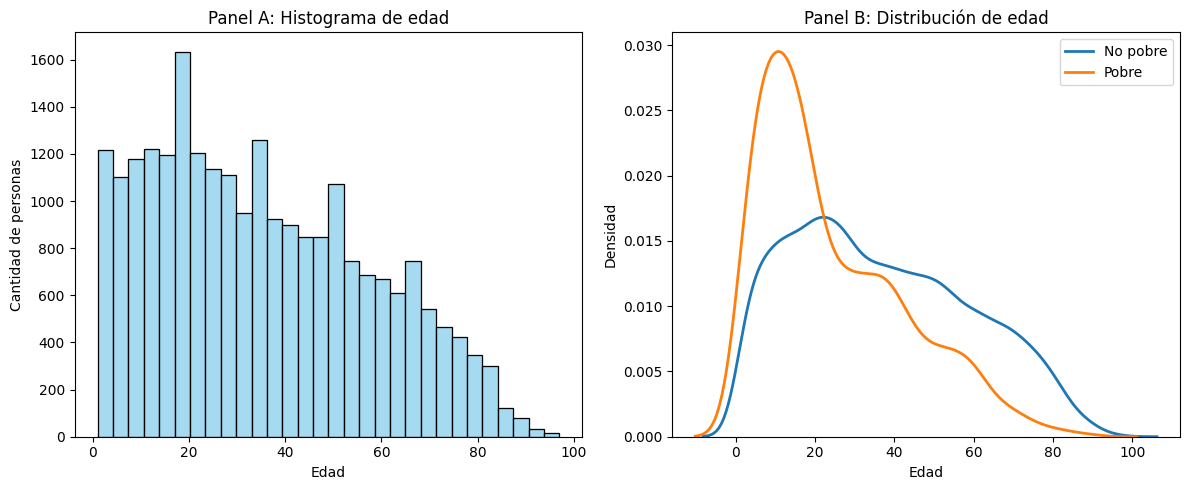 Panel A: Histograma de edad
Cantidad de personas
1600
1400
1200
1000
800
600
400
200
0
0 20 40 60 80 100
Edad
Panel B: Distribución de edad
Densidad
0.030
0.025
0.020
0.015
0.010
0.005
0.000
No pobre
Pobre
0 20 40 60 80 100
Edad